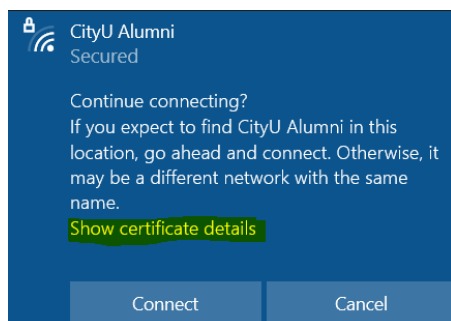 CityU Alumni
Secured
Continue connecting?
If you expect to find CityU Alumni in this
location, go ahead and connect. Otherwise, it
may be a different network with the same
name.
Show certificate details
Connect
Cancel